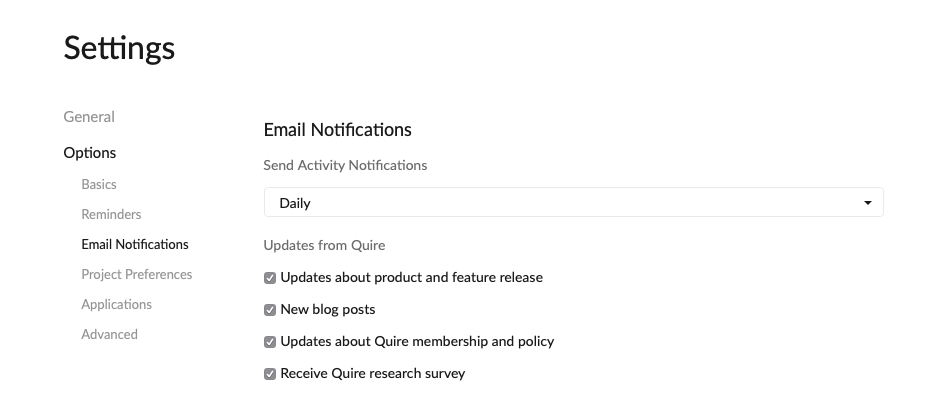 Settings
General
Options
Basics
Reminders
Email Notifications
Project Preferences
Applications
Advanced
Email Notifications
Send Activity Notifications
Daily
Updates from Quire
Updates about product and feature release
New blog posts
Updates about Quire membership and policy
Receive Quire research survey